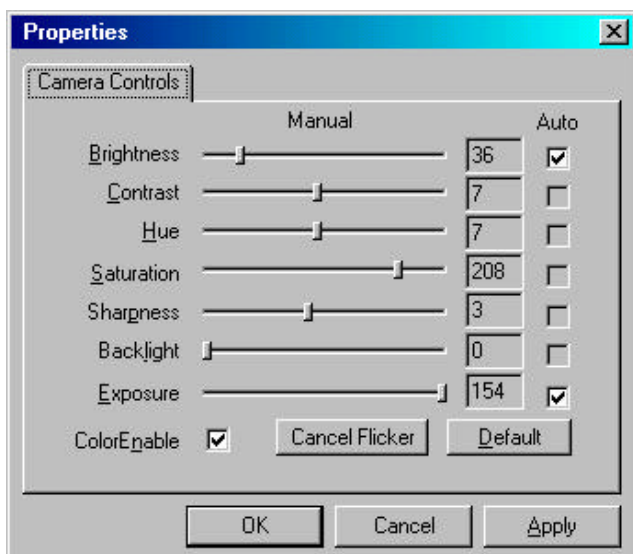 Properties
Camera Controls
Manual Auto
Brightness 36
Contrast 7
Hue 7
Saturation 208
Sharpness 3
Backlight 0
Exposure 154
ColorEnable Cancel Flicker Default
OK Cancel Apply